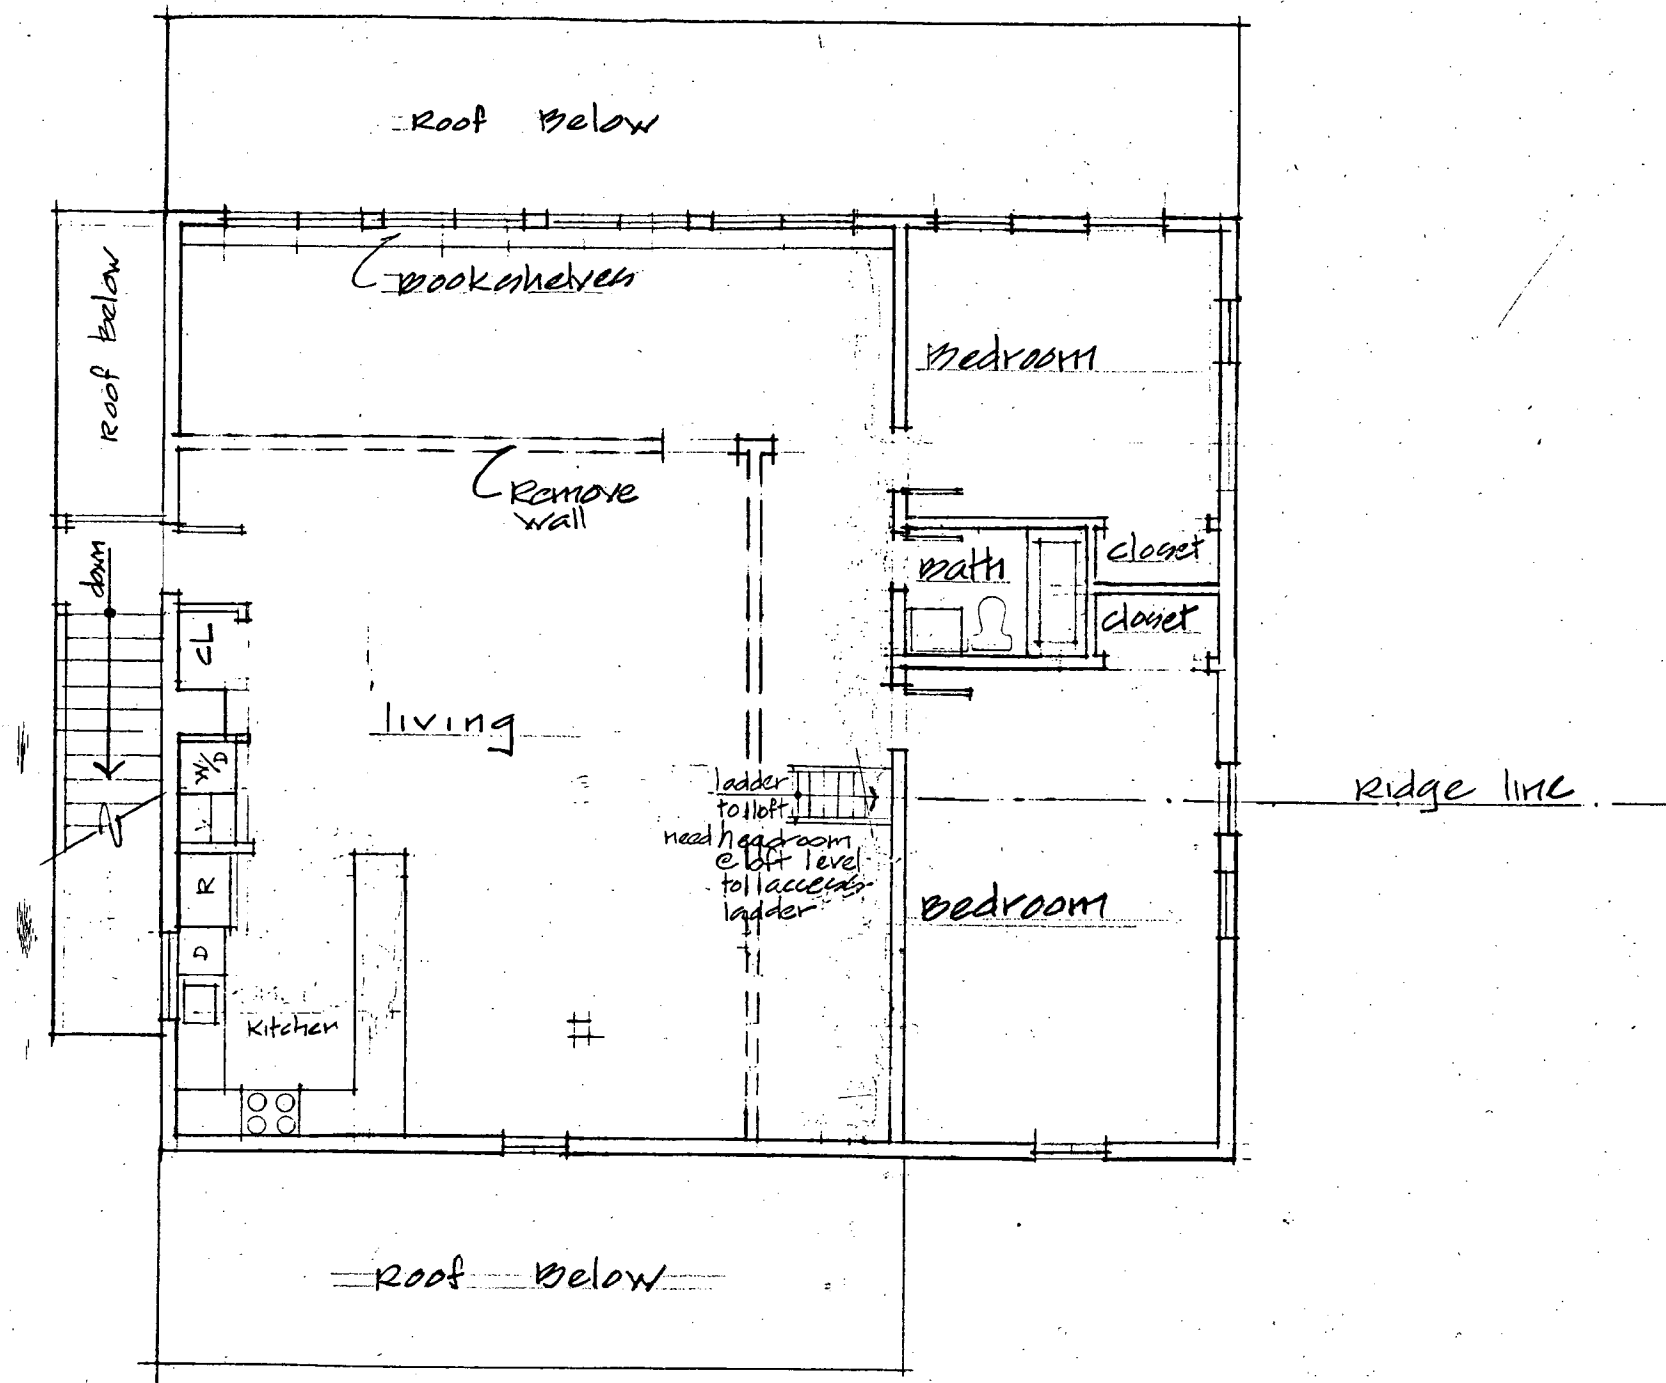 Roof Below
Roof Below
Bookshelves
Bedroom
Remove
wall
down
Bath
closet
closet
CL
living
W/D
ladder
to loft
need headroom
@ loft level
to access
ladder
Ridge line
R
Bedroom
D
Kitchen
Roof Below